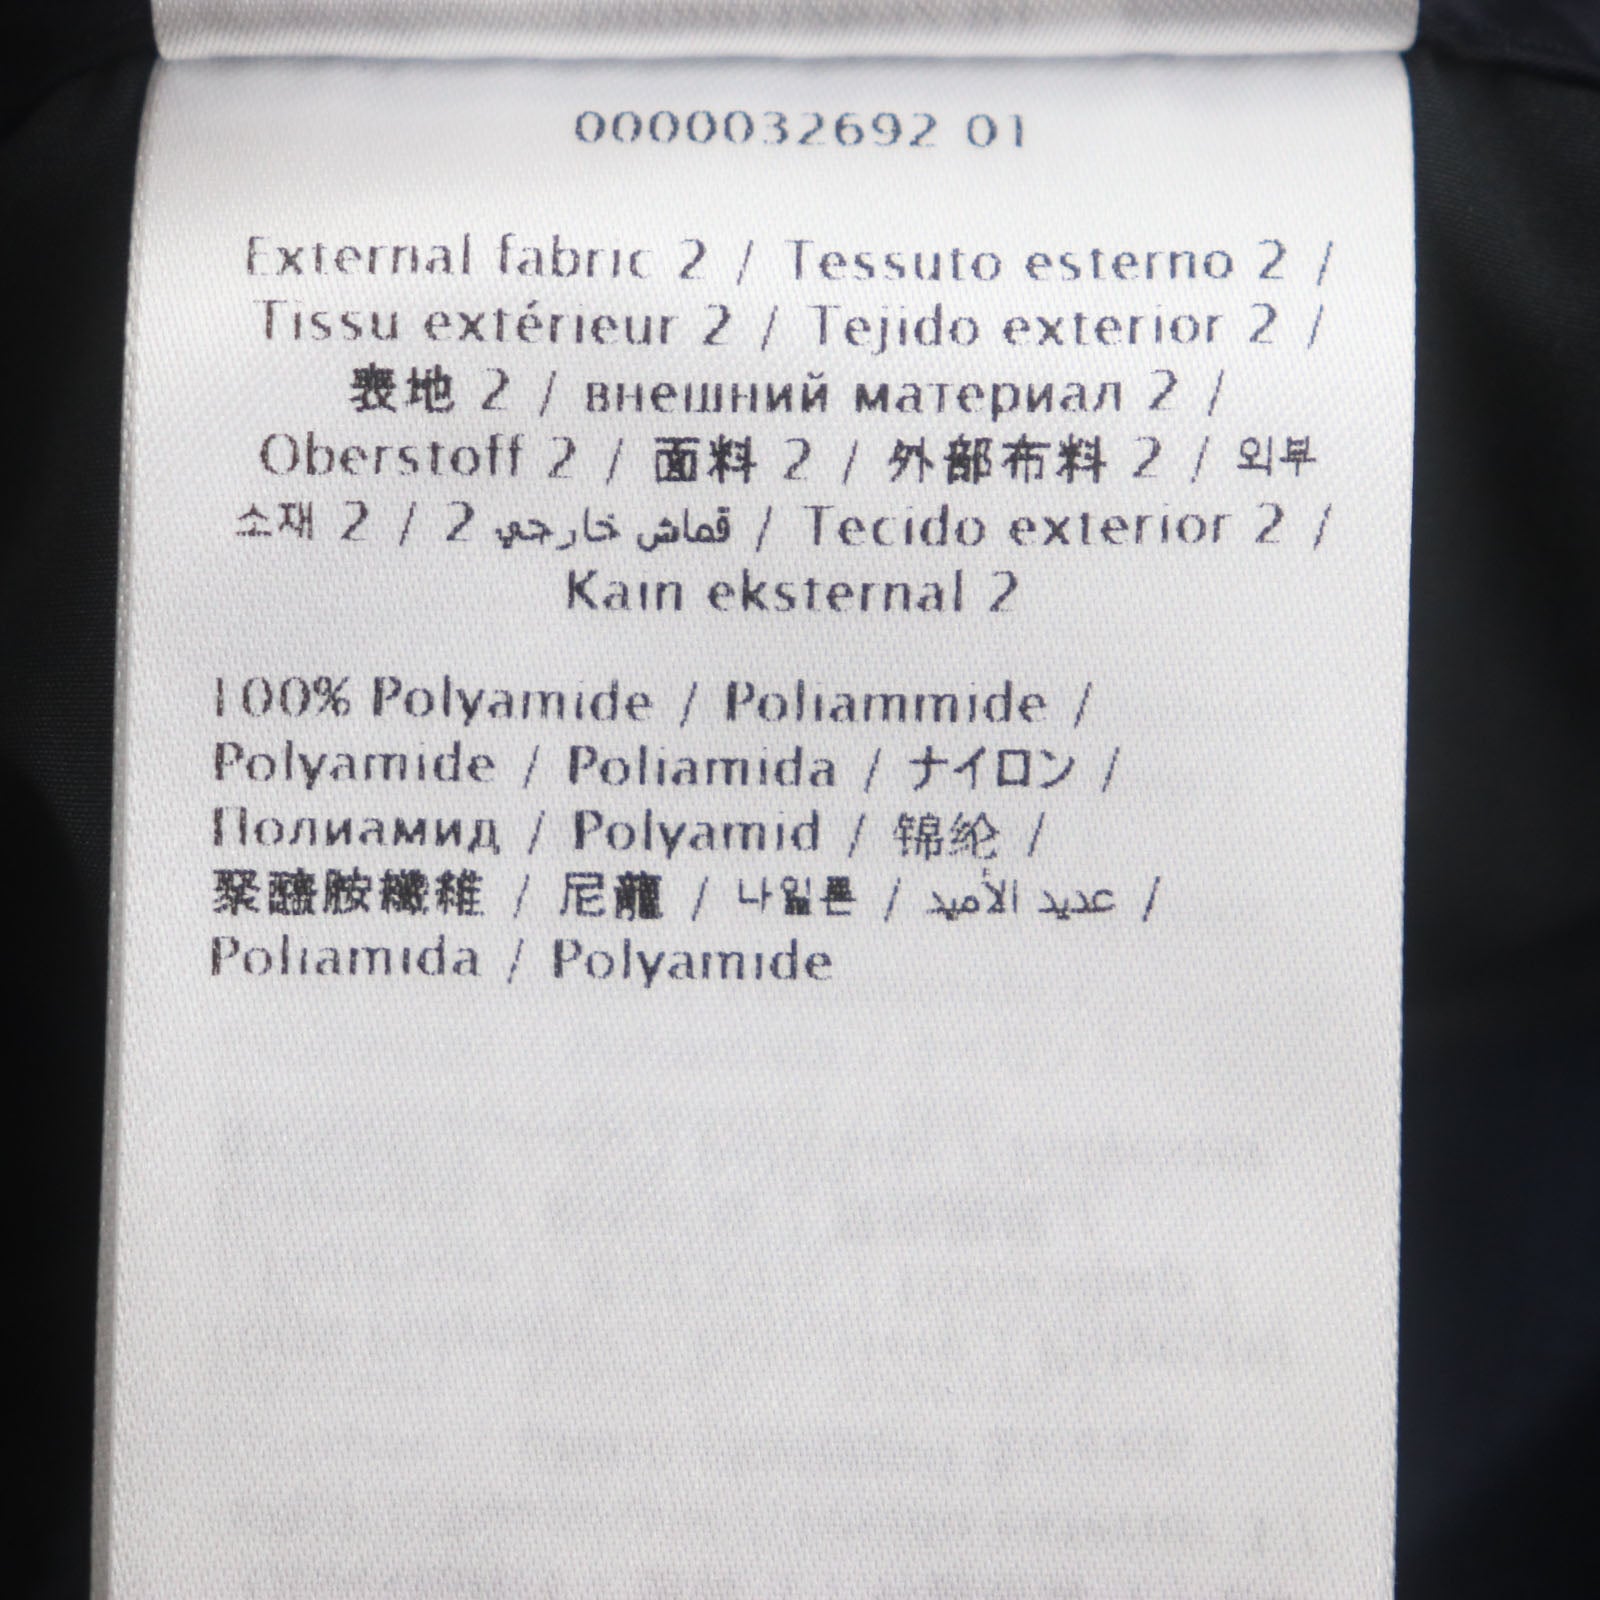 0000032692 01
External fabric 2 / Tessuto esterno 2 /
Tissu extérieur 2 / Tejido exterior 2 /
表地 2 / внешний материал 2 /
Oberstoff 2 / 面料 2 / 外部布料 2 / 외부
소재 2 / 2 قماش خارجي / Tecido exterior 2 /
Kain eksternal 2
100% Polyamide / Poliammide /
Polyamide / Poliamida / ナイロン /
Полиамид / Polyamid / 锦纶 /
聚醯胺纖維 / 尼龍 / 나일론 / عديد الأميد /
Poliamida / Polyamide